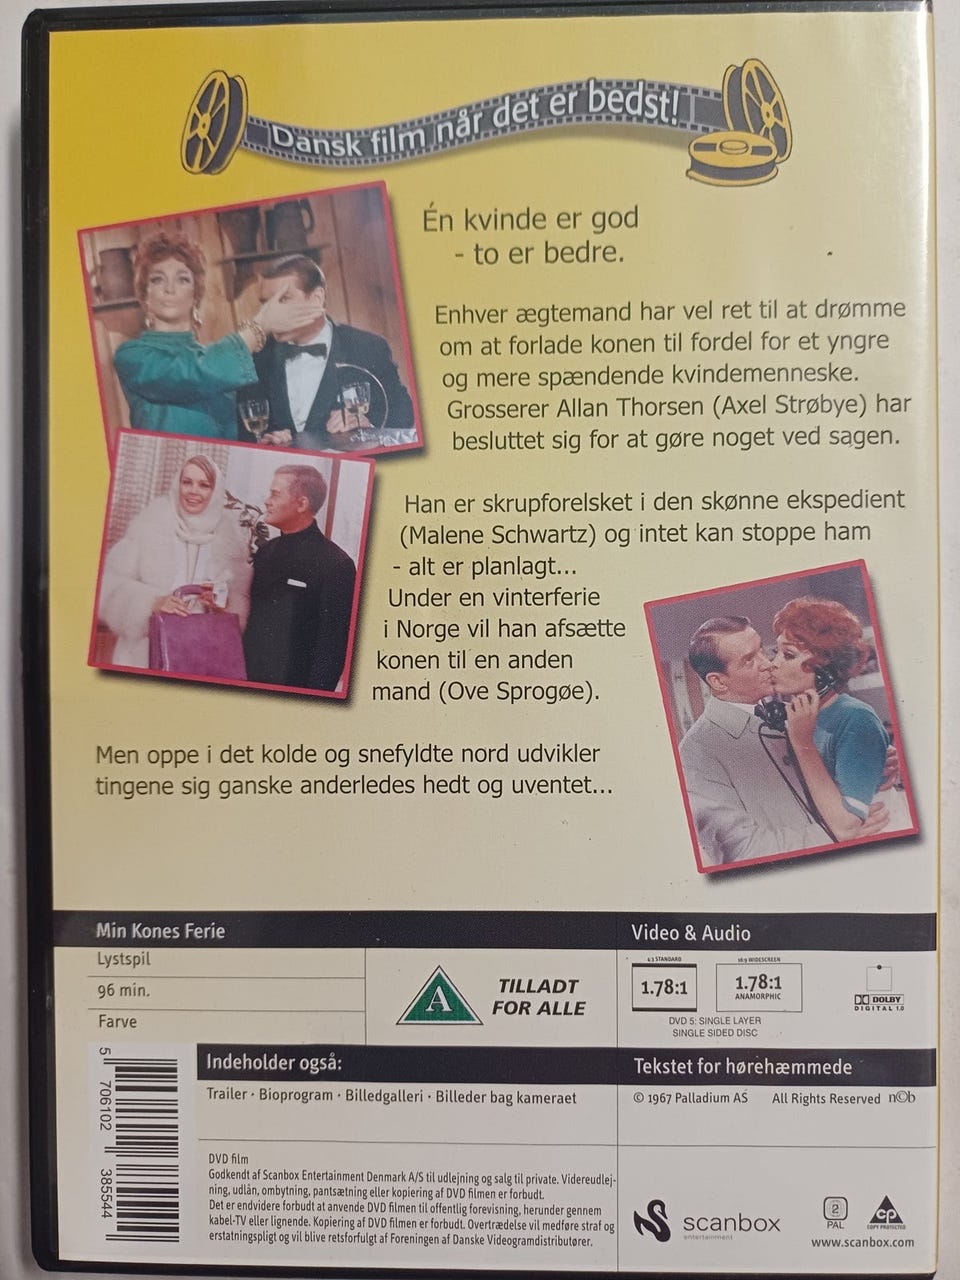 Dansk film når det er bedst!
Én kvinde er god
- to er bedre.
Enhver ægtemand har vel ret til at drømme
om at forlade konen til fordel for et yngre
og mere spændende kvindemenneske.
Grosserer Allan Thorsen (Axel Strøbye) har
besluttet sig for at gøre noget ved sagen.
Han er skrupforelsket i den skønne ekspedient
(Malene Schwartz) og intet kan stoppe ham
- alt er planlagt...
Under en vinterferie
i Norge vil han afsætte
konen til en anden
mand (Ove Sprogøe).
Men oppe i det kolde og snefyldte nord udvikler
tingene sig ganske anderledes hedt og uventet...
Min Kones Ferie
Lystspil
96 min.
Farve
A
TILLADT
FOR ALLE
Video & Audio
4:3 STANDARD
1.78:1
16:9 WIDESCREEN
1.78:1
ANAMORPHIC
DVD 5: SINGLE LAYER
SINGLE SIDED DISC
DOLBY
DIGITAL 1.0
5 706102 385544
Indeholder også:
Trailer · Bioprogram · Billedgalleri · Billeder bag kameraet
Tekstet for hørehæmmede
© 1967 Palladium AS All Rights Reserved n©b
DVD film
Godkendt af Scanbox Entertainment Denmark A/S til udlejning og salg til private. Videreudlej-
ning, udlån, ombytning, pantsætning eller kopiering af DVD filmen er forbudt.
Det er endvidere forbudt at anvende DVD filmen til offentlig forevisning, herunder gennem
kabel-TV eller lignende. Kopiering af DVD filmen er forbudt. Overtrædelse vil medføre straf og
erstatningspligt og vil blive retsforfulgt af Foreningen af Danske Videogramdistributører.
scanbox
entertainment
2
PAL
CP
COPY PROTECTED
www.scanbox.com